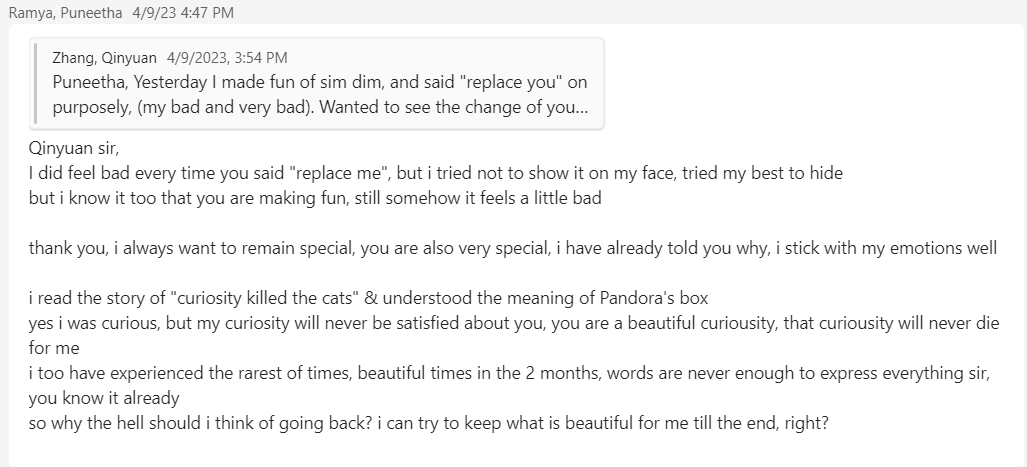 Ramya, Puneetha 4/9/23 4:47 PM
Zhang, Qinyuan 4/9/2023, 3:54 PM
Puneetha, Yesterday I made fun of sim dim, and said "replace you" on
purposely, (my bad and very bad). Wanted to see the change of you...
Qinyuan sir,
I did feel bad every time you said "replace me", but i tried not to show it on my face, tried my best to hide
but i know it too that you are making fun, still somehow it feels a little bad
thank you, i always want to remain special, you are also very special, i have already told you why, i stick with my emotions well
i read the story of "curiosity killed the cats" & understood the meaning of Pandora's box
yes i was curious, but my curiosity will never be satisfied about you, you are a beautiful curiousity, that curiousity will never die
for me
i too have experienced the rarest of times, beautiful times in the 2 months, words are never enough to express everything sir,
you know it already
so why the hell should i think of going back? i can try to keep what is beautiful for me till the end, right?